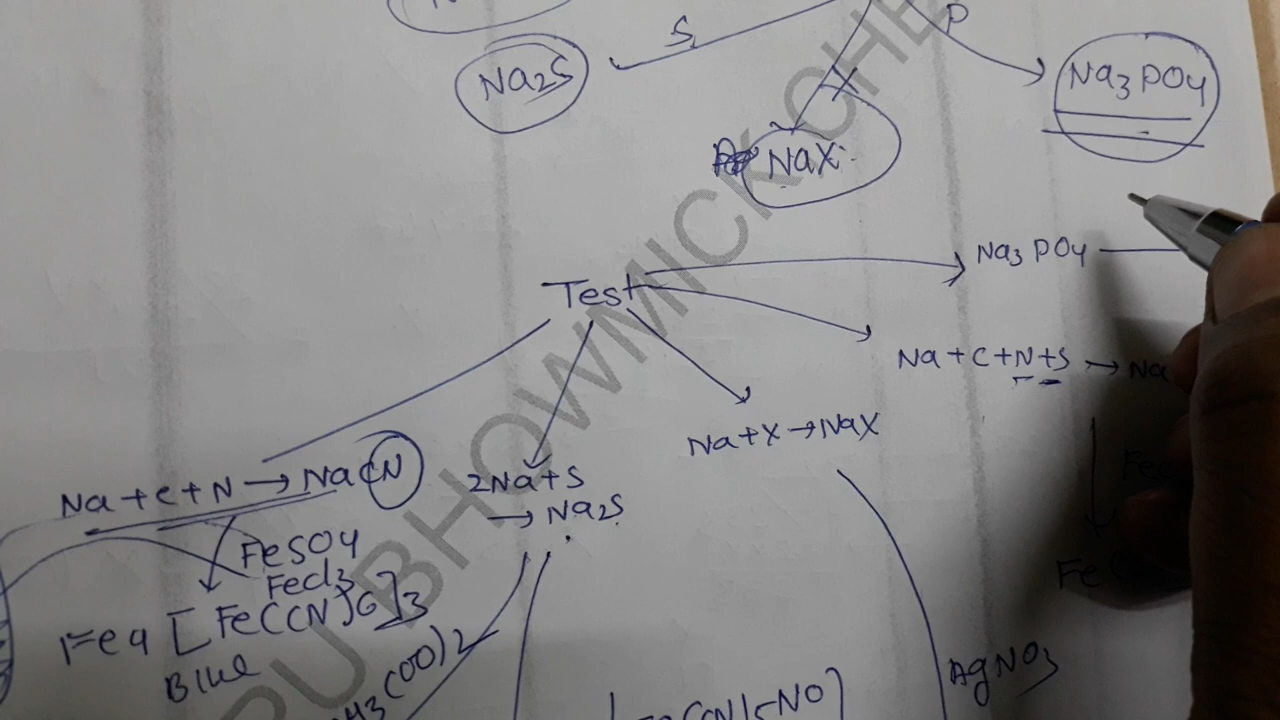 S
P
Na2S
Na3PO4
X
NaX
Test
Na3PO4
Na+C+N+S → Na
Na+X → NaX
Na+C+N → NaCN
2Na+S
→ Na2S
FeSO4
FeCl3
Fe4[Fe(CN)6]3
Blue
AgNO3
BHOWMICK